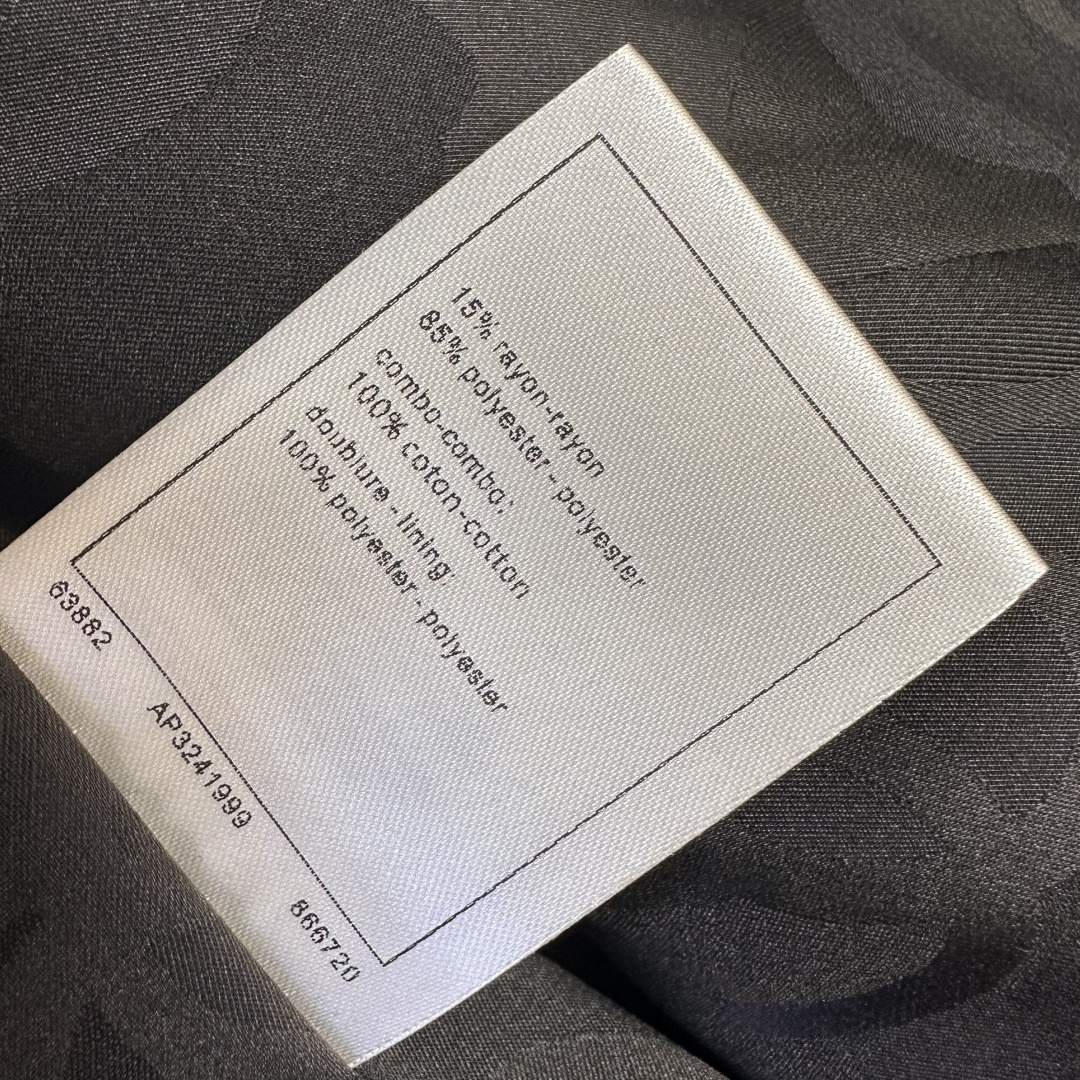 15% rayon-rayon
85% polyester - polyester
combo-combo:
100% coton-cotton
doublure - lining:
100% polyester - polyester
63882
AP3241999
866720